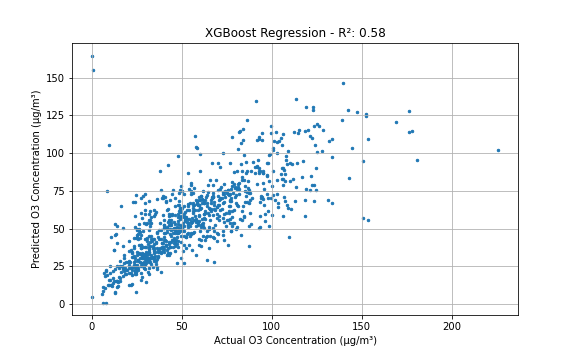 XGBoost Regression - R²: 0.58
150
125
100
75
50
25
0
Predicted O3 Concentration (µg/m³)
0 50 100 150 200
Actual O3 Concentration (µg/m³)